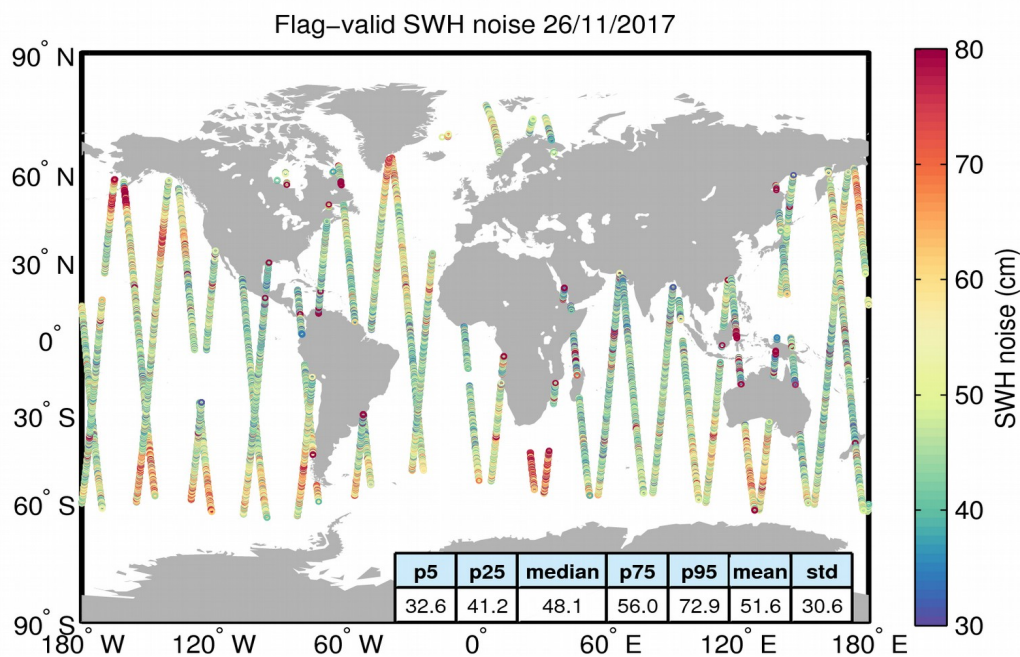 Flag−valid SWH noise 26/11/2017
90° N
60° N
30° N
0°
30° S
60° S
90° S
180° W
120° W
60° W
0°
60° E
120° E
180° E
80
70
60
50
40
30
SWH noise (cm)
p5 p25 median p75 p95 mean std
32.6 41.2 48.1 56.0 72.9 51.6 30.6